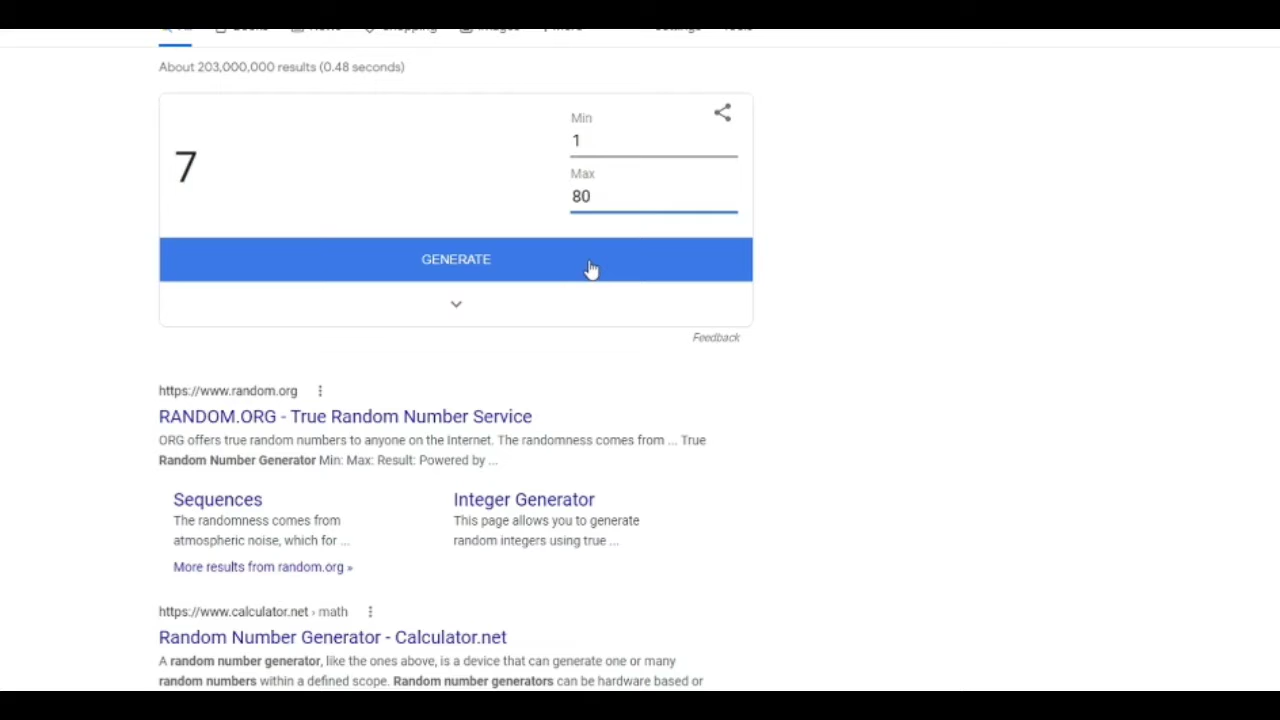 About 203,000,000 results (0.48 seconds)
7
Min
1
Max
80
GENERATE
Feedback
https://www.random.org
RANDOM.ORG - True Random Number Service
ORG offers true random numbers to anyone on the Internet. The randomness comes from ... True
Random Number Generator Min: Max: Result: Powered by ...
Sequences
The randomness comes from
atmospheric noise, which for ...
More results from random.org »
Integer Generator
This page allows you to generate
random integers using true ...
https://www.calculator.net › math
Random Number Generator - Calculator.net
A random number generator, like the ones above, is a device that can generate one or many
random numbers within a defined scope. Random number generators can be hardware based or